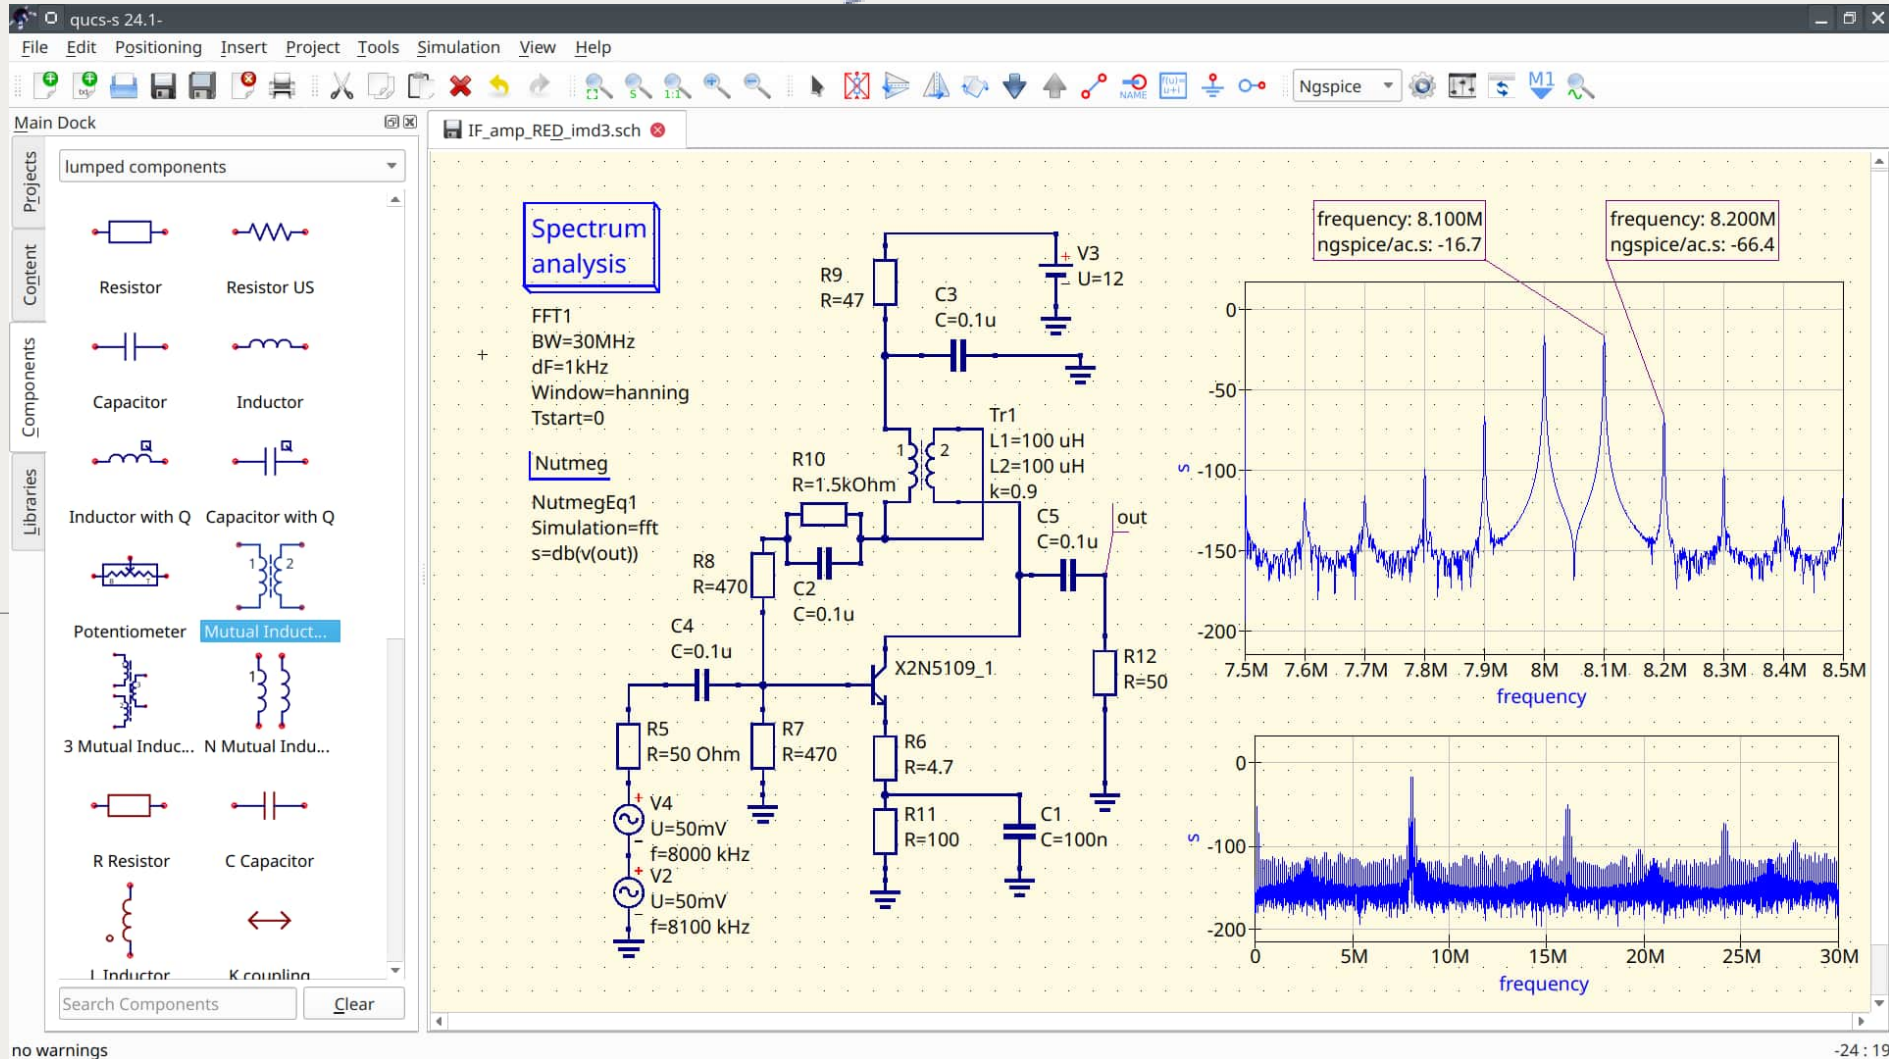 qucs-s 24.1-
File Edit Positioning Insert Project Tools Simulation View Help
S
1:1
NAME
f(u)=
u+i
Ngspice
M1
Main Dock
IF_amp_RED_imd3.sch
Projects
Content
Components
Libraries
lumped components
Resistor Resistor US
Capacitor Inductor
Q Q
Inductor with Q Capacitor with Q
1 2
Potentiometer Mutual Induct...
1
3 Mutual Induc... N Mutual Indu...
R Resistor C Capacitor
L Inductor K coupling
Search Components Clear
no warnings
Spectrum
analysis
FFT1
BW=30MHz
dF=1kHz
Window=hanning
Tstart=0
Nutmeg
NutmegEq1
Simulation=fft
s=db(v(out))
R9
R=47
C3
C=0.1u
V3
U=12
Tr1
L1=100 uH
L2=100 uH
k=0.9
1 2
R10
R=1.5kOhm
C2
C=0.1u
R8
R=470
C5
C=0.1u
out
C4
C=0.1u
X2N5109_1
R12
R=50
R5
R=50 Ohm
R7
R=470
R6
R=4.7
V4
U=50mV
f=8000 kHz
V2
U=50mV
f=8100 kHz
R11
R=100
C1
C=100n
frequency: 8.100M
ngspice/ac.s: -16.7
frequency: 8.200M
ngspice/ac.s: -66.4
0
-50
-100
-150
-200
s
7.5M 7.6M 7.7M 7.8M 7.9M 8M 8.1M 8.2M 8.3M 8.4M 8.5M
frequency
0
-100
-200
s
0 5M 10M 15M 20M 25M 30M
frequency
-24 : 19